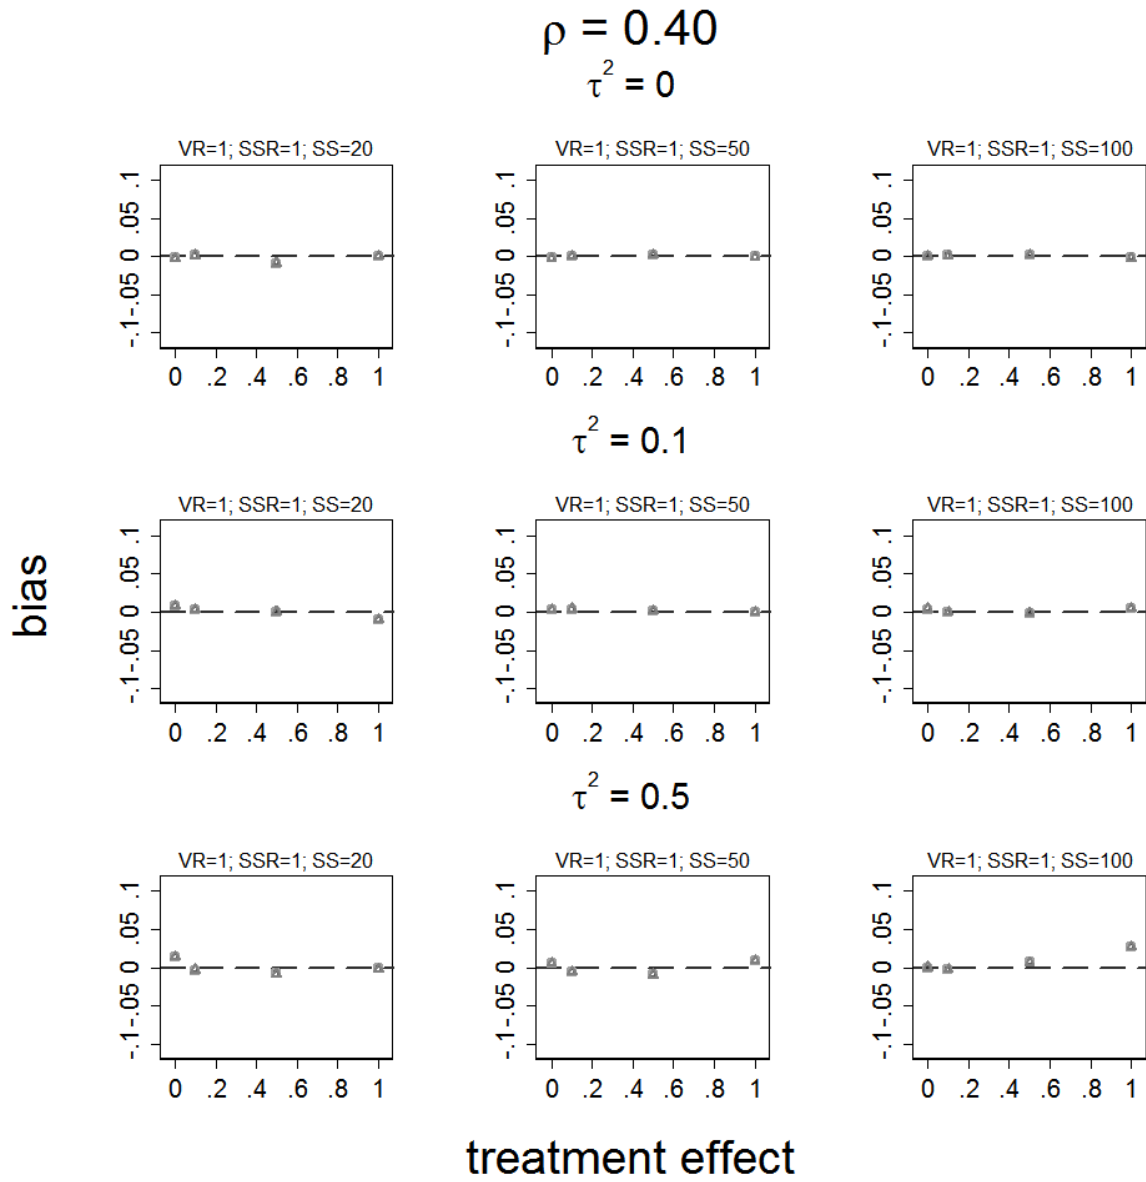 ρ = 0.40
τ² = 0
VR=1; SSR=1; SS=20
VR=1; SSR=1; SS=50
VR=1; SSR=1; SS=100
-.1 -.05 0 .05 .1
-.1 -.05 0 .05 .1
-.1 -.05 0 .05 .1
0 .2 .4 .6 .8 1
0 .2 .4 .6 .8 1
0 .2 .4 .6 .8 1
τ² = 0.1
VR=1; SSR=1; SS=20
VR=1; SSR=1; SS=50
VR=1; SSR=1; SS=100
bias
-.1 -.05 0 .05 .1
-.1 -.05 0 .05 .1
-.1 -.05 0 .05 .1
0 .2 .4 .6 .8 1
0 .2 .4 .6 .8 1
0 .2 .4 .6 .8 1
τ² = 0.5
VR=1; SSR=1; SS=20
VR=1; SSR=1; SS=50
VR=1; SSR=1; SS=100
-.1 -.05 0 .05 .1
-.1 -.05 0 .05 .1
-.1 -.05 0 .05 .1
0 .2 .4 .6 .8 1
0 .2 .4 .6 .8 1
0 .2 .4 .6 .8 1
treatment effect